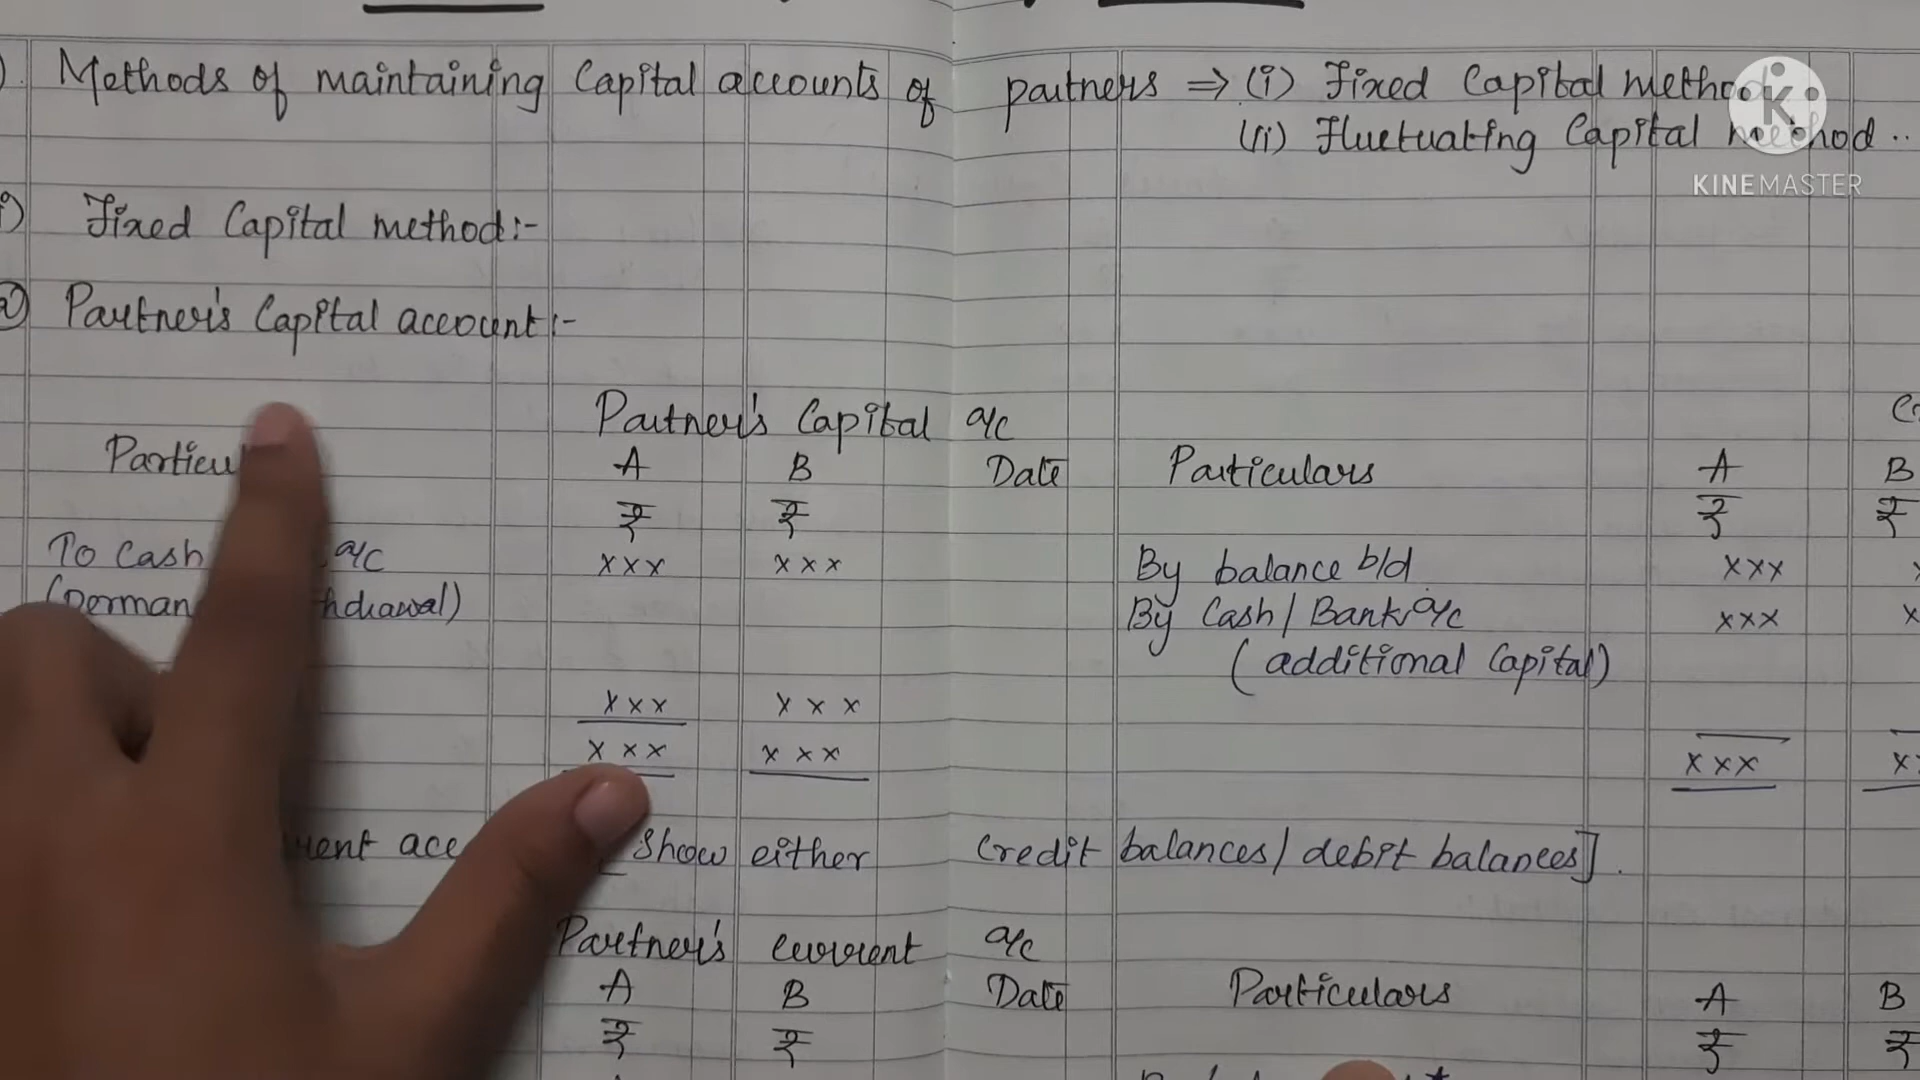 Methods of maintaining Capital accounts of partners ⇒ (i) Fixed Capital method
(ii) Fluctuating Capital method..
KINEMASTER
Fixed Capital method:-
Partner's Capital account:-
Partner's Capital a/c
A B Date Particulars A B
₹ ₹ ₹ ₹
To Cash a/c xxx xxx By balance b/d xxx
By Cash/Bank a/c xxx
(additional Capital)
xxx xxx
xxx xxx xxx
Show either Credit balances/debit balances].
Partner's current a/c
A B Date Particulars A B
₹ ₹ ₹ ₹